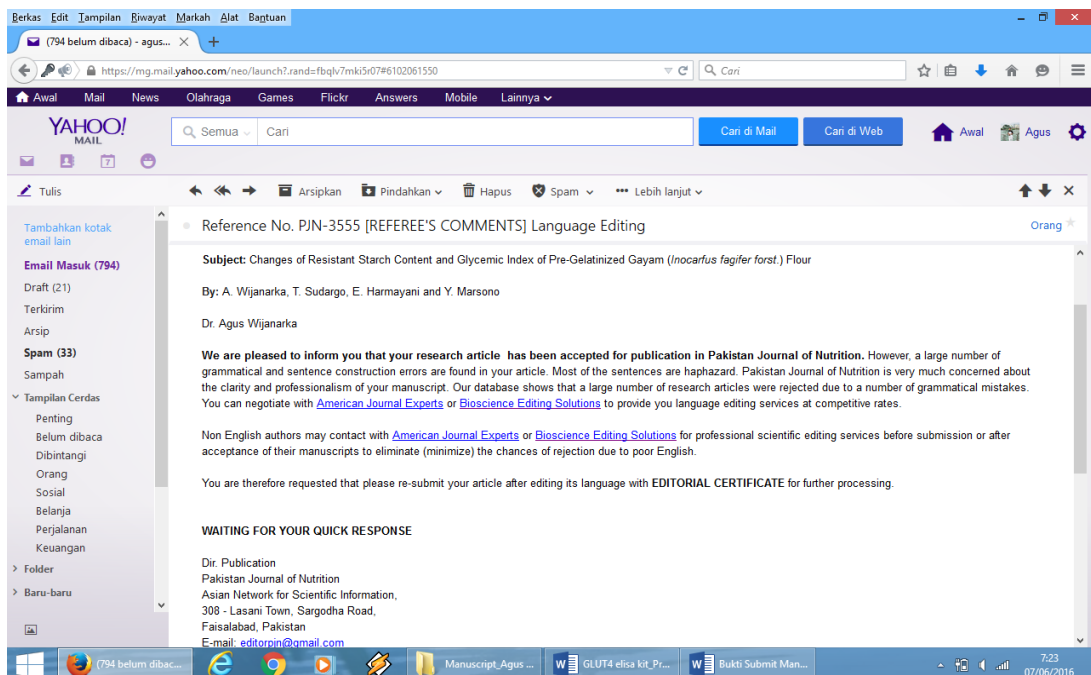 Berkas Edit Tampilan Riwayat Markah Alat Bantuan
(794 belum dibaca) - agus...
https://mg.mail.yahoo.com/neo/launch?.rand=fbqlv7mki5r07#6102061550
Cari
Awal Mail News Olahraga Games Flickr Answers Mobile Lainnya
YAHOO!
MAIL
Semua Cari Cari di Mail Cari di Web Awal Agus
7
Tulis Arsipkan Pindahkan Hapus Spam Lebih lanjut
Tambahkan kotak
email lain
Email Masuk (794)
Draft (21)
Terkirim
Arsip
Spam (33)
Sampah
Tampilan Cerdas
Penting
Belum dibaca
Dibintangi
Orang
Sosial
Belanja
Perjalanan
Keuangan
Folder
Baru-baru
Reference No. PJN-3555 [REFEREE'S COMMENTS] Language Editing
Orang
Subject: Changes of Resistant Starch Content and Glycemic Index of Pre-Gelatinized Gayam (Inocarfus fagifer forst.) Flour
By: A. Wijanarka, T. Sudargo, E. Harmayani and Y. Marsono
Dr. Agus Wijanarka
We are pleased to inform you that your research article has been accepted for publication in Pakistan Journal of Nutrition. However, a large number of
grammatical and sentence construction errors are found in your article. Most of the sentences are haphazard. Pakistan Journal of Nutrition is very much concerned about
the clarity and professionalism of your manuscript. Our database shows that a large number of research articles were rejected due to a number of grammatical mistakes.
You can negotiate with American Journal Experts or Bioscience Editing Solutions to provide you language editing services at competitive rates.
Non English authors may contact with American Journal Experts or Bioscience Editing Solutions for professional scientific editing services before submission or after
acceptance of their manuscripts to eliminate (minimize) the chances of rejection due to poor English.
You are therefore requested that please re-submit your article after editing its language with EDITORIAL CERTIFICATE for further processing.
WAITING FOR YOUR QUICK RESPONSE
Dir. Publication
Pakistan Journal of Nutrition
Asian Network for Scientific Information,
308 - Lasani Town, Sargodha Road,
Faisalabad, Pakistan
E-mail: editorpjn@gmail.com
(794 belum dibac... Manuscript_Agus ... GLUT4 elisa kit_Pr... Bukti Submit Man...
7:23
07/06/2016